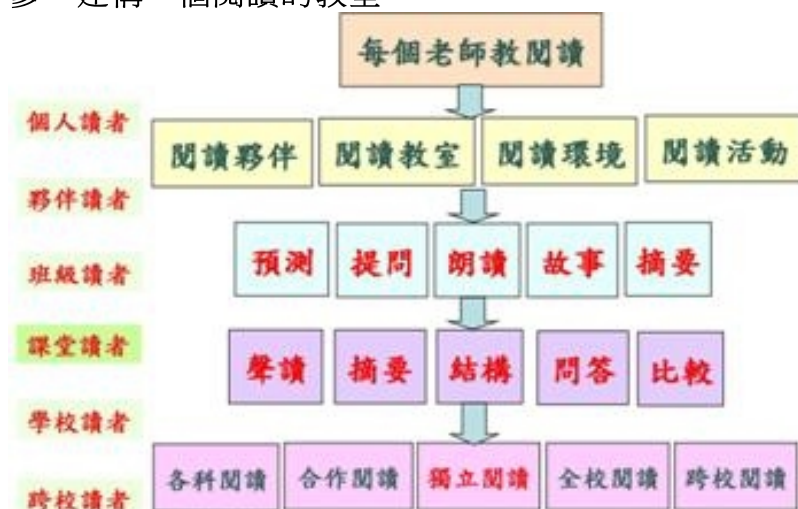 參、建構一個閱讀的教室
每個老師教閱讀
個人讀者
閱讀夥伴 閱讀教室 閱讀環境 閱讀活動
夥伴讀者
預測 提問 朗讀 故事 摘要
班級讀者
課堂讀者
聲讀 摘要 結構 問答 比較
學校讀者
各科閱讀 合作閱讀 獨立閱讀 全校閱讀 跨校閱讀
跨校讀者